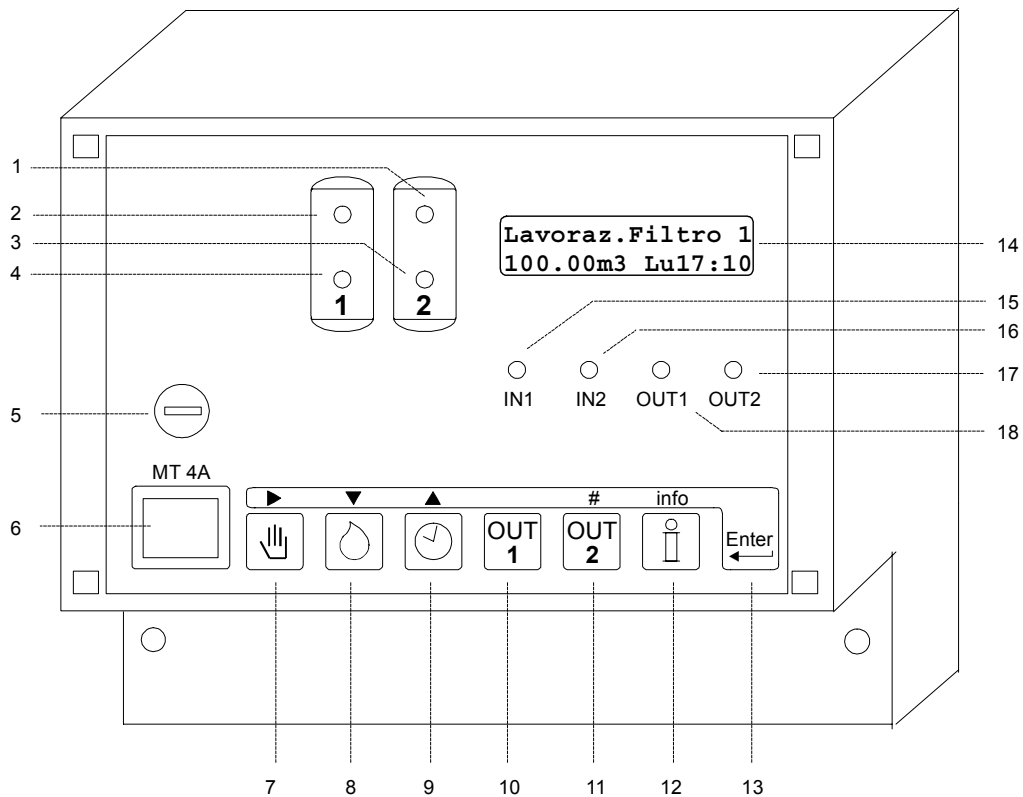 1
2
3
4
1 2
Lavoraz.Filtro 1
100.00m3 Lu17:10
14
15
16
17
18
IN1 IN2 OUT1 OUT2
5
MT 4A
6
# info
OUT 1
OUT 2
Enter
7 8 9 10 11 12 13